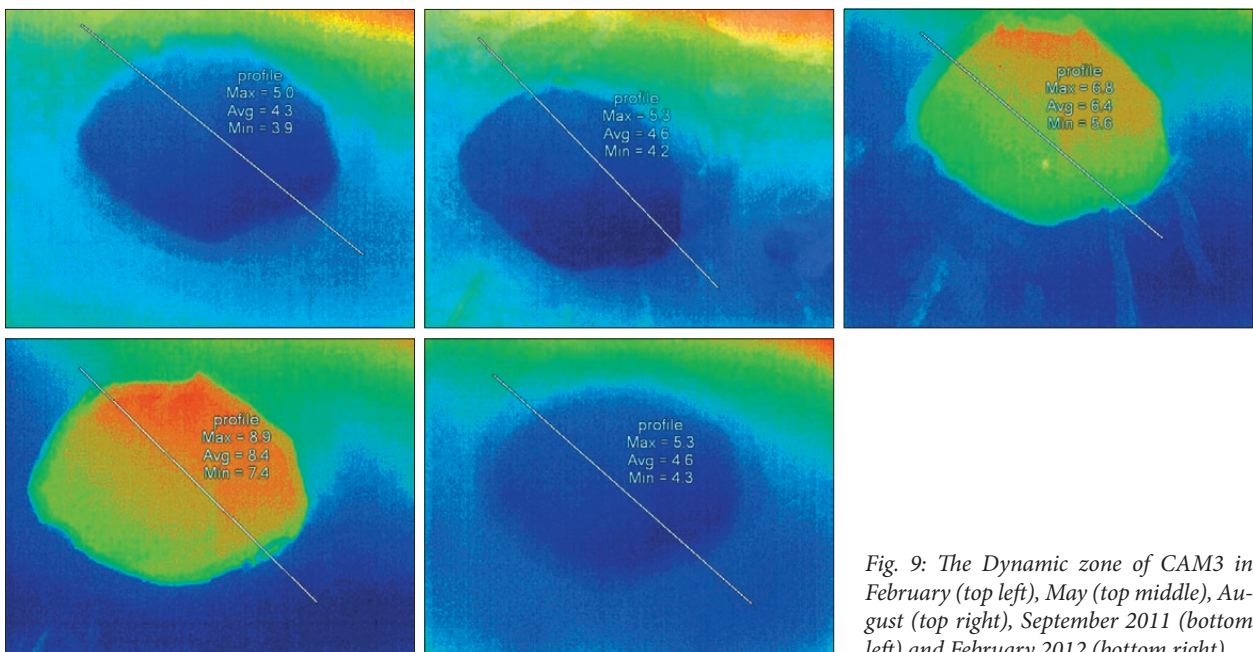 profile
Max = 5.0
Avg = 4.3
Min = 3.9
profile
Max = 5.3
Avg = 4.6
Min = 4.2
profile
Max = 6.8
Avg = 6.4
Min = 5.6
profile
Max = 8.9
Avg = 8.4
Min = 7.4
profile
Max = 5.3
Avg = 4.6
Min = 4.3
Fig. 9: The Dynamic zone of CAM3 in
February (top left), May (top middle), Au-
gust (top right), September 2011 (bottom
left) and February 2012 (bottom right).